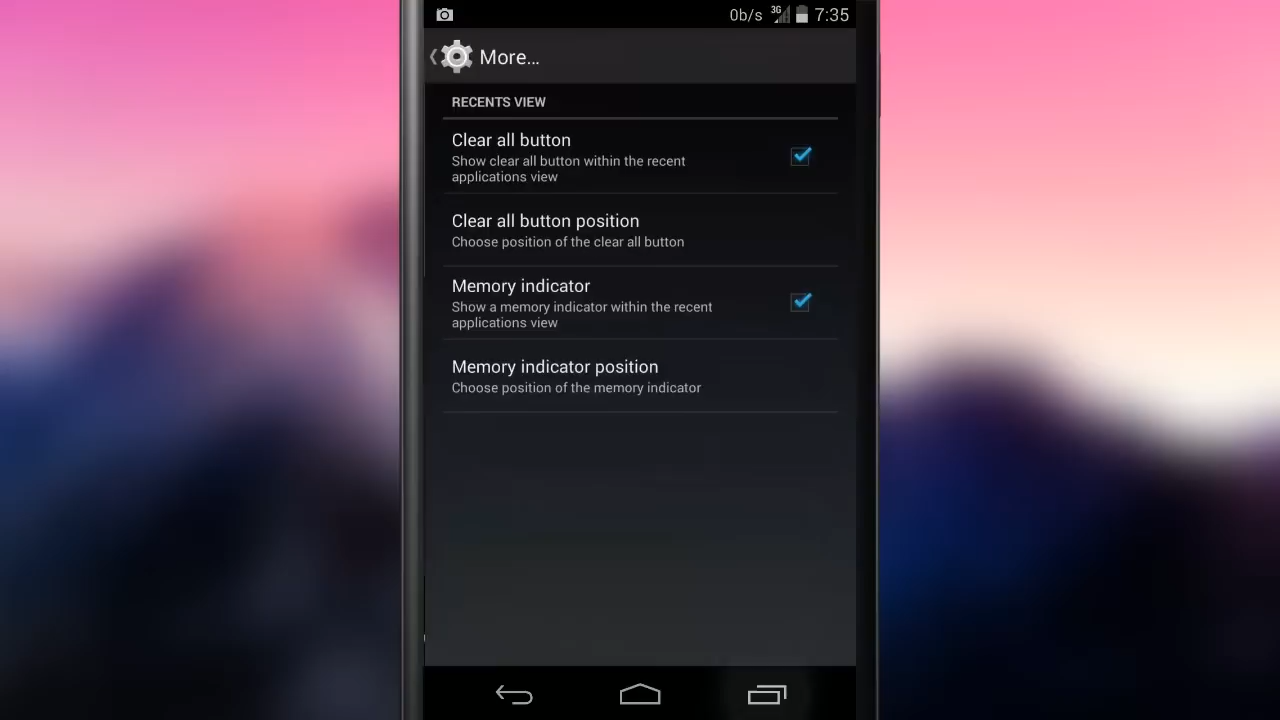 0b/s 3G 7:35
More...
RECENTS VIEW
Clear all button
Show clear all button within the recent
applications view
Clear all button position
Choose position of the clear all button
Memory indicator
Show a memory indicator within the recent
applications view
Memory indicator position
Choose position of the memory indicator